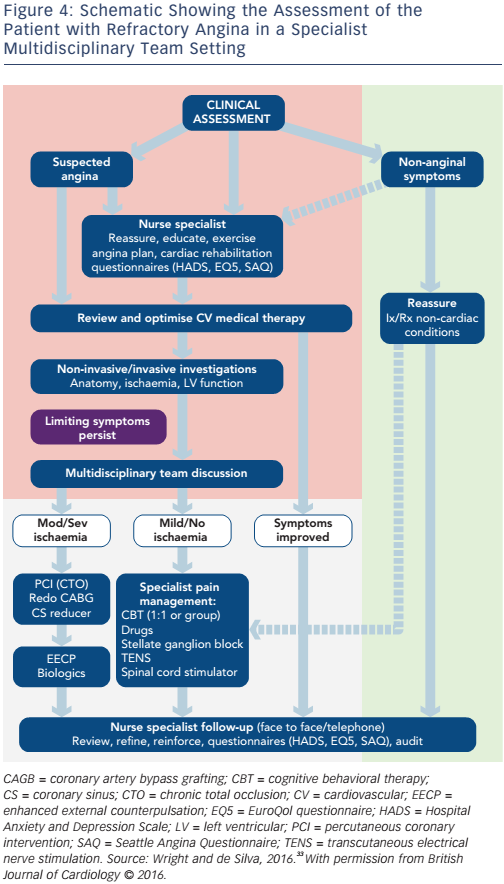 Figure 4: Schematic Showing the Assessment of the
Patient with Refractory Angina in a Specialist
Multidisciplinary Team Setting
CLINICAL
ASSESSMENT
Suspected
angina
Non-anginal
symptoms
Nurse specialist
Reassure, educate, exercise
angina plan, cardiac rehabilitation
questionnaires (HADS, EQ5, SAQ)
Reassure
Ix/Rx non-cardiac
conditions
Review and optimise CV medical therapy
Non-invasive/invasive investigations
Anatomy, ischaemia, LV function
Limiting symptoms
persist
Multidisciplinary team discussion
Mod/Sev
ischaemia
Mild/No
ischaemia
Symptoms
improved
PCI (CTO)
Redo CABG
CS reducer
Specialist pain
management:
CBT (1:1 or group)
Drugs
Stellate ganglion block
TENS
Spinal cord stimulator
EECP
Biologics
Nurse specialist follow-up (face to face/telephone)
Review, refine, reinforce, questionnaires (HADS, EQ5, SAQ), audit
CAGB = coronary artery bypass grafting; CBT = cognitive behavioral therapy;
CS = coronary sinus; CTO = chronic total occlusion; CV = cardiovascular; EECP =
enhanced external counterpulsation; EQ5 = EuroQol questionnaire; HADS = Hospital
Anxiety and Depression Scale; LV = left ventricular; PCI = percutaneous coronary
intervention; SAQ = Seattle Angina Questionnaire; TENS = transcutaneous electrical
nerve stimulation. Source: Wright and de Silva, 2016.³³ With permission from British
Journal of Cardiology © 2016.